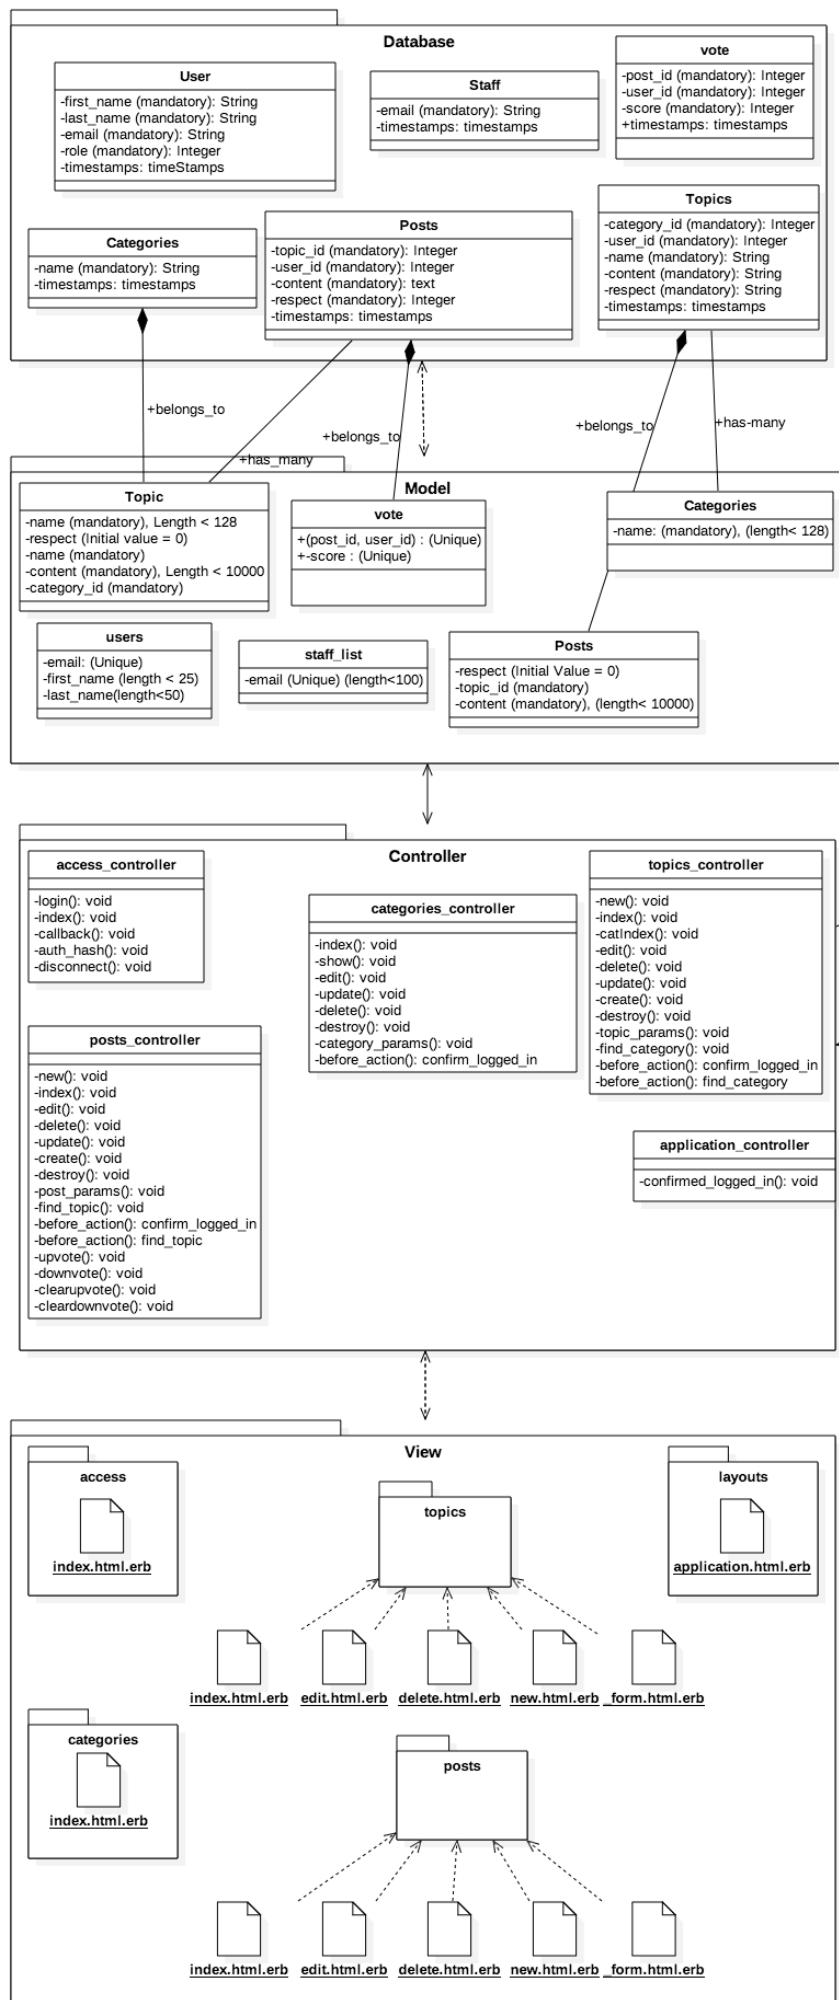 Database
User
-first_name (mandatory): String
-last_name (mandatory): String
-email (mandatory): String
-role (mandatory): Integer
-timestamps: timeStamps
Staff
-email (mandatory): String
-timestamps: timestamps
vote
-post_id (mandatory): Integer
-user_id (mandatory): Integer
-score (mandatory): Integer
+timestamps: timestamps
Categories
-name (mandatory): String
-timestamps: timestamps
Posts
-topic_id (mandatory): Integer
-user_id (mandatory): Integer
-content (mandatory): text
-respect (mandatory): Integer
-timestamps: timestamps
Topics
-category_id (mandatory): Integer
-user_id (mandatory): Integer
-name (mandatory): String
-content (mandatory): String
-respect (mandatory): String
-timestamps: timestamps
+belongs_to
+has_many
+belongs_to
+belongs_to
+has-many
Model
Topic
-name (mandatory), Length < 128
-respect (Initial value = 0)
-name (mandatory)
-content (mandatory), Length < 10000
-category_id (mandatory)
vote
+(post_id, user_id) : (Unique)
+-score : (Unique)
Categories
-name: (mandatory), (length< 128)
users
-email: (Unique)
-first_name (length < 25)
-last_name(length<50)
staff_list
-email (Unique) (length<100)
Posts
-respect (Initial Value = 0)
-topic_id (mandatory)
-content (mandatory), (length< 10000)
Controller
access_controller
-login(): void
-index(): void
-callback(): void
-auth_hash(): void
-disconnect(): void
categories_controller
-index(): void
-show(): void
-edit(): void
-update(): void
-delete(): void
-destroy(): void
-category_params(): void
-before_action(): confirm_logged_in
topics_controller
-new(): void
-index(): void
-catIndex(): void
-edit(): void
-delete(): void
-update(): void
-create(): void
-destroy(): void
-topic_params(): void
-find_category(): void
-before_action(): confirm_logged_in
-before_action(): find_category
posts_controller
-new(): void
-index(): void
-edit(): void
-delete(): void
-update(): void
-create(): void
-destroy(): void
-post_params(): void
-find_topic(): void
-before_action(): confirm_logged_in
-before_action(): find_topic
-upvote(): void
-downvote(): void
-clearupvote(): void
-cleardownvote(): void
application_controller
-confirmed_logged_in(): void
View
access
index.html.erb
topics
layouts
application.html.erb
index.html.erb
edit.html.erb
delete.html.erb
new.html.erb
_form.html.erb
categories
index.html.erb
posts
index.html.erb
edit.html.erb
delete.html.erb
new.html.erb
_form.html.erb